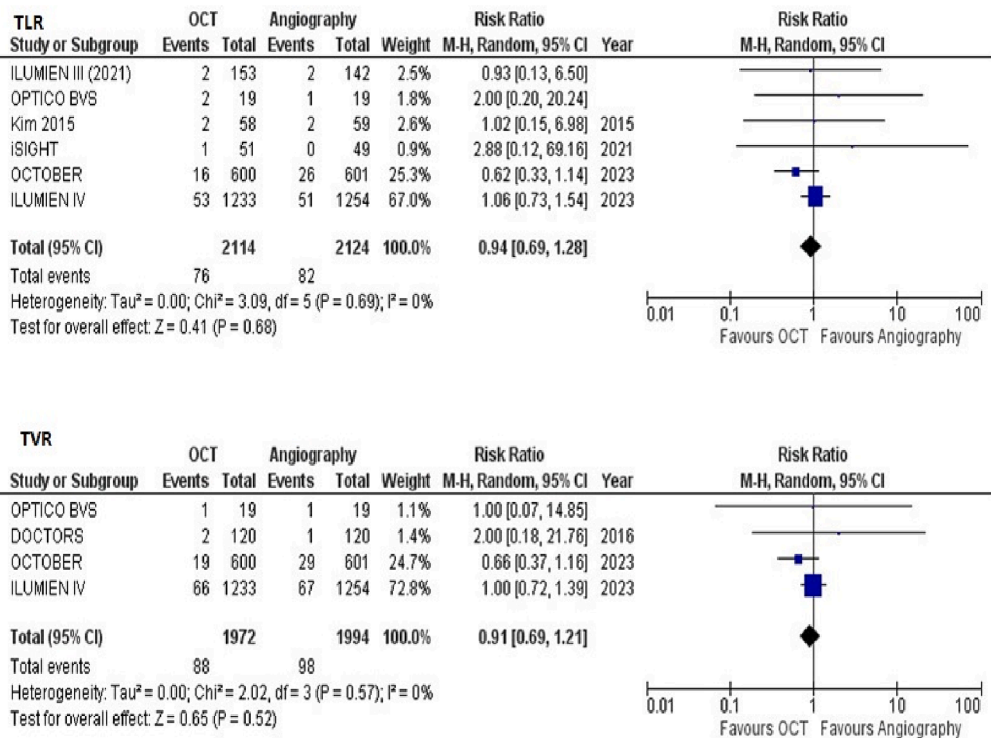 TLR OCT Angiography Risk Ratio Risk Ratio
Study or Subgroup Events Total Events Total Weight M-H, Random, 95% CI Year M-H, Random, 95% CI
ILUMIEN III (2021) 2 153 2 142 2.5% 0.93 [0.13, 6.50]
OPTICO BVS 2 19 1 19 1.8% 2.00 [0.20, 20.24]
Kim 2015 2 58 2 59 2.6% 1.02 [0.15, 6.98] 2015
iSIGHT 1 51 0 49 0.9% 2.88 [0.12, 69.16] 2021
OCTOBER 16 600 26 601 25.3% 0.62 [0.33, 1.14] 2023
ILUMIEN IV 53 1233 51 1254 67.0% 1.06 [0.73, 1.54] 2023
Total (95% CI) 2114 2124 100.0% 0.94 [0.69, 1.28]
Total events 76 82
Heterogeneity: Tau² = 0.00; Chi² = 3.09, df = 5 (P = 0.69); I² = 0%
Test for overall effect: Z = 0.41 (P = 0.68)
0.01 0.1 1 10 100
Favours OCT Favours Angiography
TVR
OCT Angiography Risk Ratio Risk Ratio
Study or Subgroup Events Total Events Total Weight M-H, Random, 95% CI Year M-H, Random, 95% CI
OPTICO BVS 1 19 1 19 1.1% 1.00 [0.07, 14.85]
DOCTORS 2 120 1 120 1.4% 2.00 [0.18, 21.76] 2016
OCTOBER 19 600 29 601 24.7% 0.66 [0.37, 1.16] 2023
ILUMIEN IV 66 1233 67 1254 72.8% 1.00 [0.72, 1.39] 2023
Total (95% CI) 1972 1994 100.0% 0.91 [0.69, 1.21]
Total events 88 98
Heterogeneity: Tau² = 0.00; Chi² = 2.02, df = 3 (P = 0.57); I² = 0%
Test for overall effect: Z = 0.65 (P = 0.52)
0.01 0.1 1 10 100
Favours OCT Favours Angiography